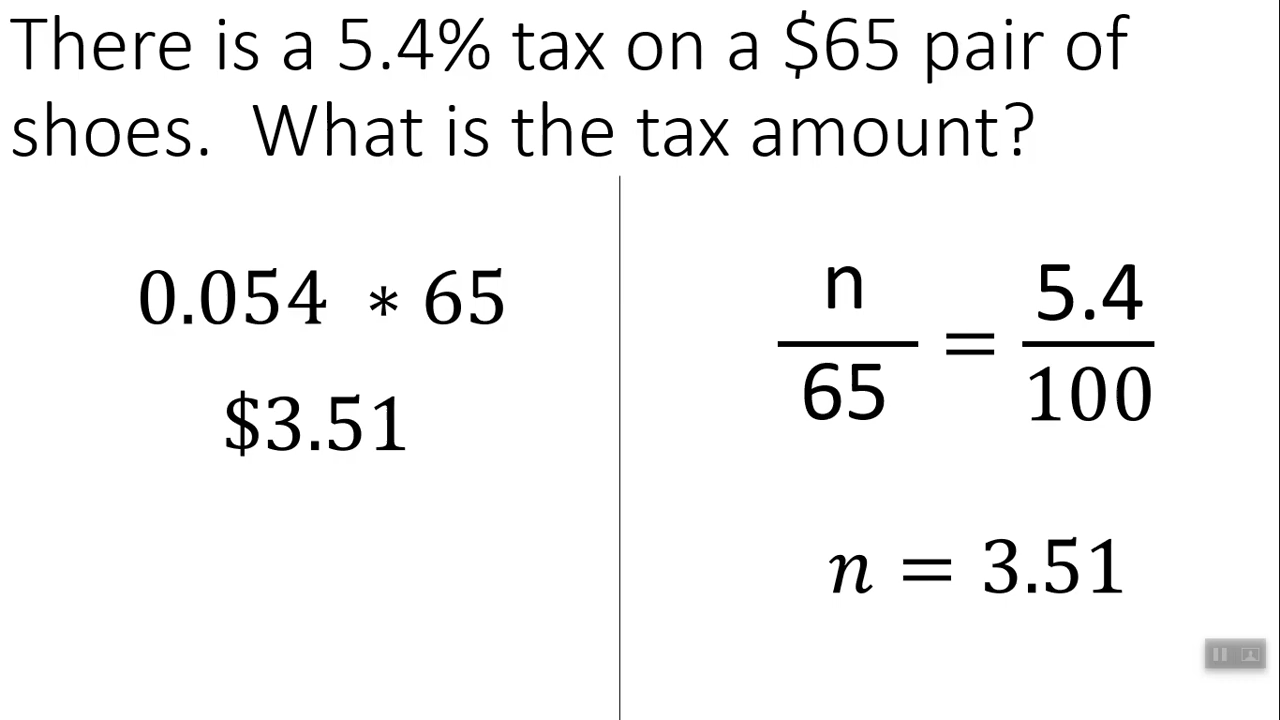 There is a 5.4% tax on a $65 pair of
shoes. What is the tax amount?
0.054 * 65
$3.51
n/65 = 5.4/100
n = 3.51